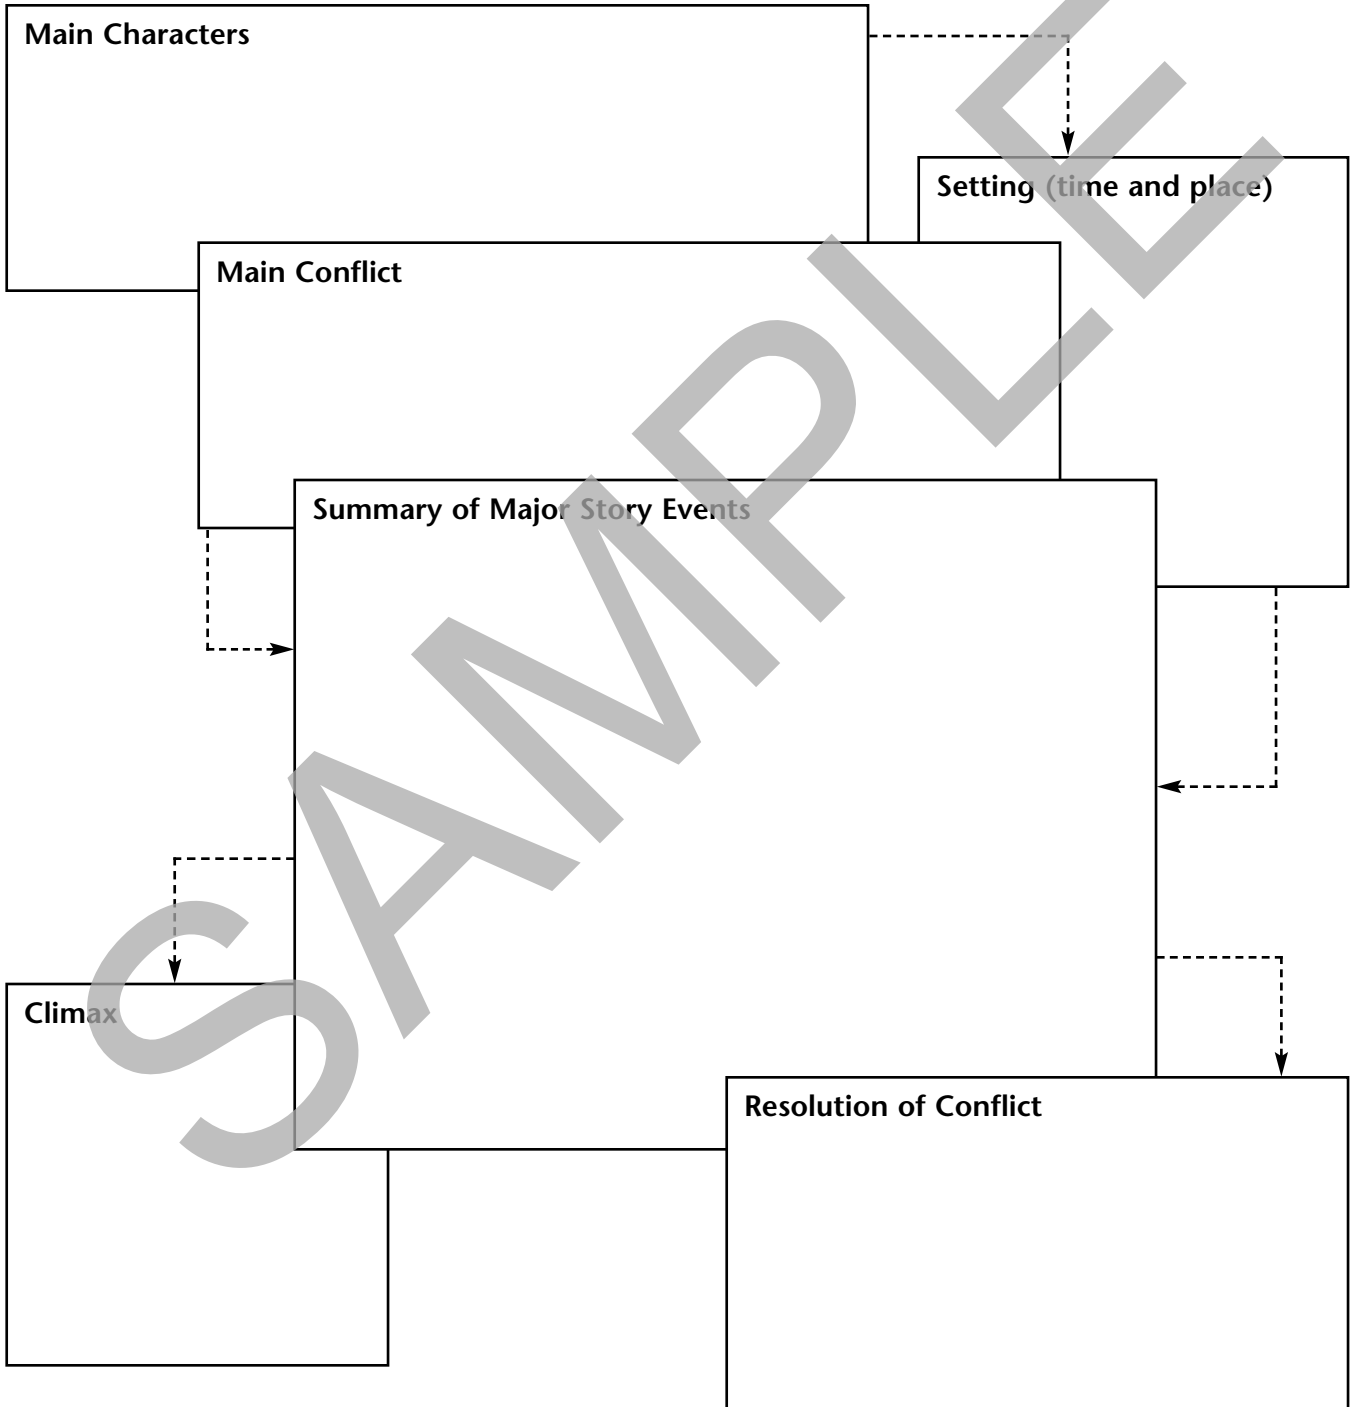 Main Characters
Setting (time and place)
Main Conflict
Summary of Major Story Events
Climax
Resolution of Conflict
SAMPLE